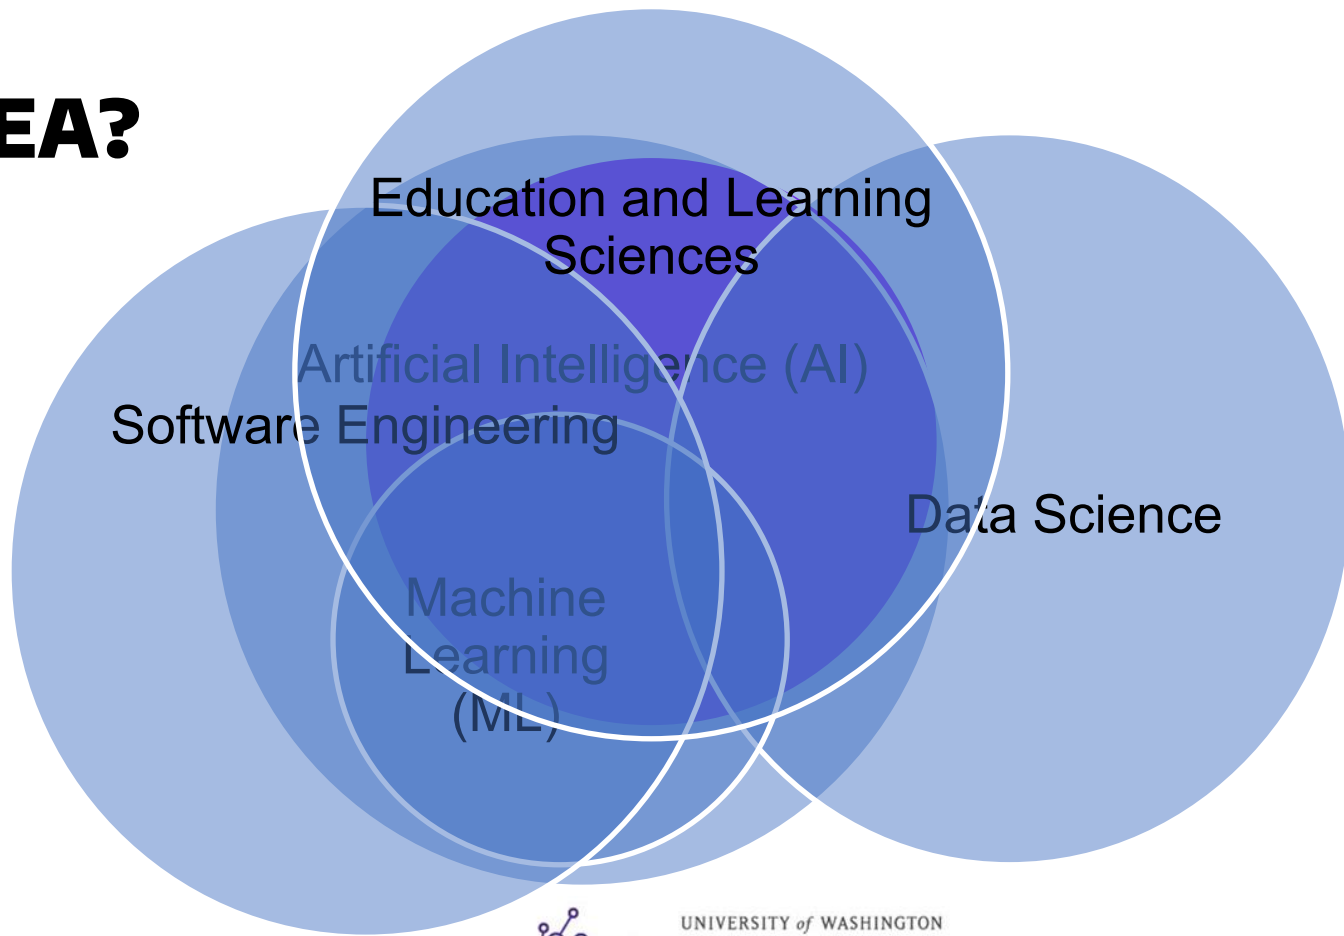 EA?
Education and Learning
Sciences
Artificial Intelligence (AI)
Software Engineering
Data Science
Machine
Learning
(ML)
UNIVERSITY of WASHINGTON